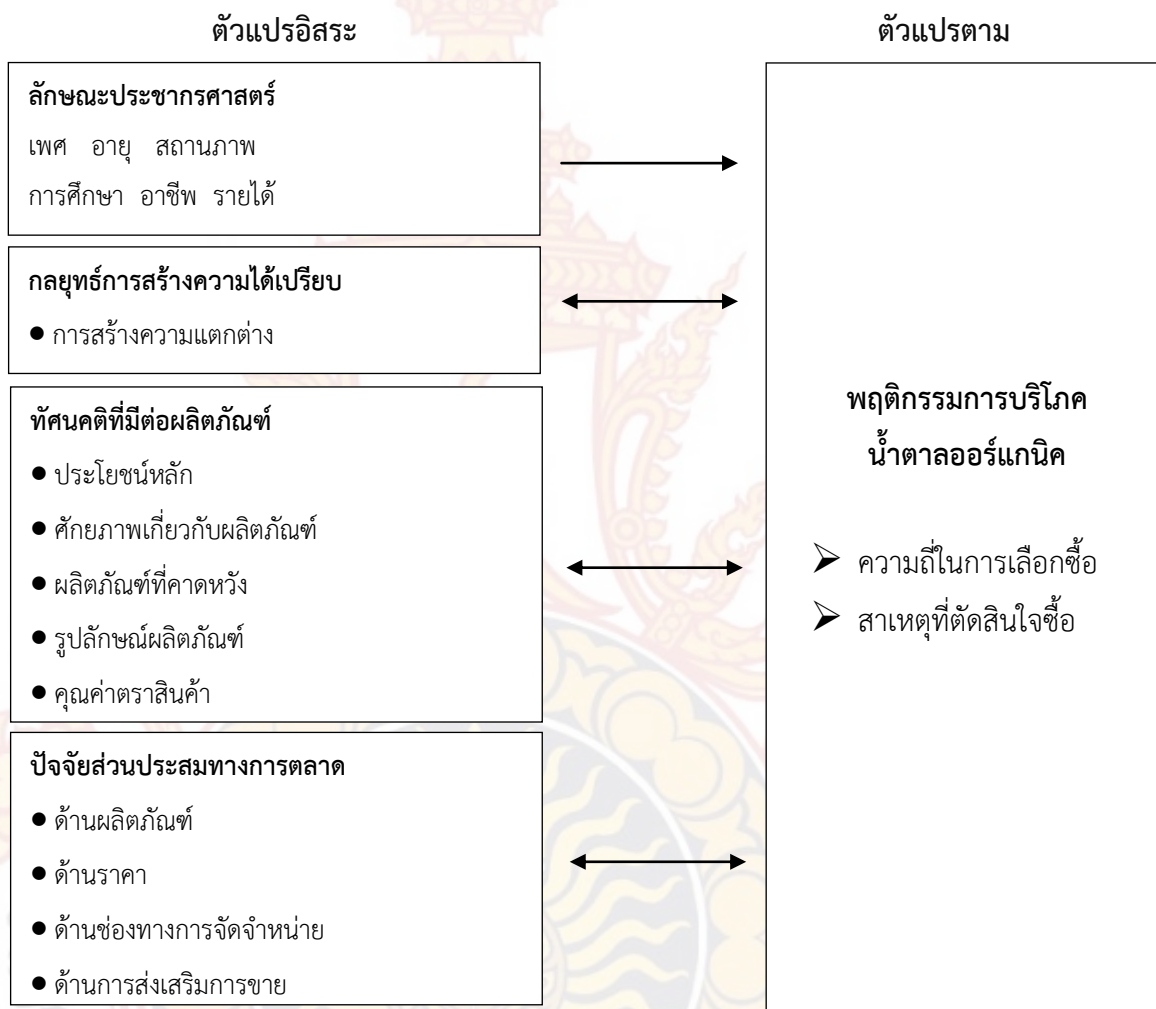 ตัวแปรอิสระ
ตัวแปรตาม
ลักษณะประชากรศาสตร์
เพศ อายุ สถานภาพ
การศึกษา อาชีพ รายได้
กลยุทธ์การสร้างความได้เปรียบ
● การสร้างความแตกต่าง
ทัศนคติที่มีต่อผลิตภัณฑ์
● ประโยชน์หลัก
● ศักยภาพเกี่ยวกับผลิตภัณฑ์
● ผลิตภัณฑ์ที่คาดหวัง
● รูปลักษณ์ผลิตภัณฑ์
● คุณค่าตราสินค้า
ปัจจัยส่วนประสมทางการตลาด
● ด้านผลิตภัณฑ์
● ด้านราคา
● ด้านช่องทางการจัดจำหน่าย
● ด้านการส่งเสริมการขาย
พฤติกรรมการบริโภค
น้ำตาลออร์แกนิค
➢ ความถี่ในการเลือกซื้อ
➢ สาเหตุที่ตัดสินใจซื้อ